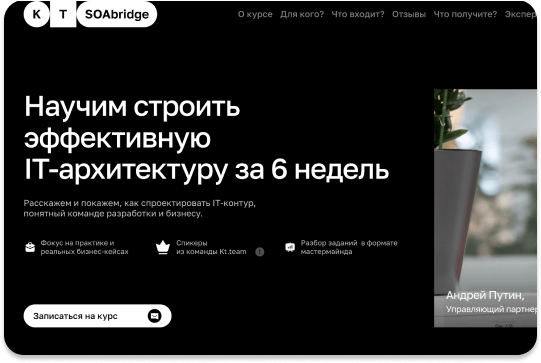 К Т SOAbridge
О курсе Для кого? Что входит? Отзывы Что получите? Экспер
Научим строить
эффективную
IT-архитектуру за 6 недель
Расскажем и покажем, как спроектировать IT-контур,
понятный команде разработки и бизнесу.
Фокус на практике и
реальных бизнес-кейсах
Спикеры
из команды Kt.team
Разбор заданий в формате
мастермайнда
Андрей Путин,
Управляющий партнер
Записаться на курс